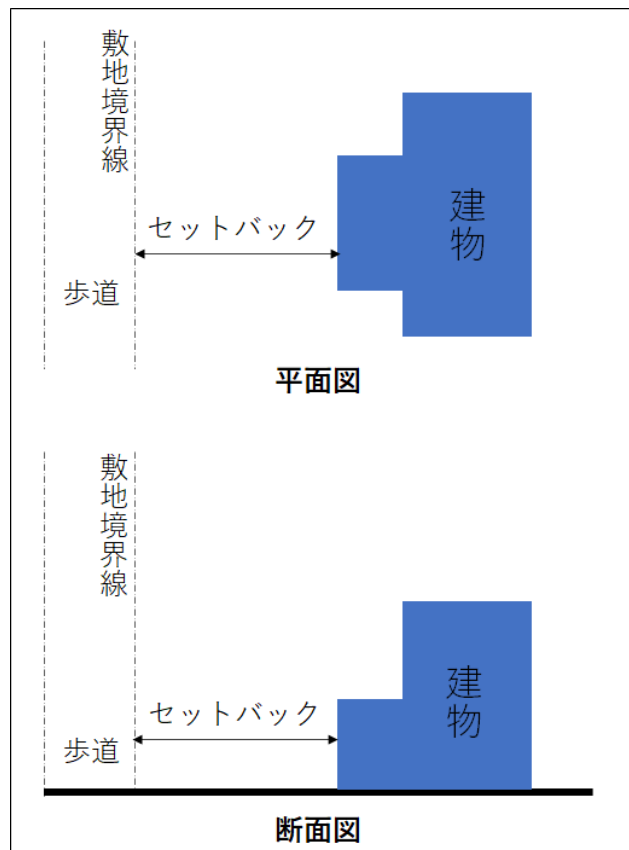 敷地境界線
セットバック
建物
歩道
平面図
敷地境界線
セットバック
建物
歩道
断面図